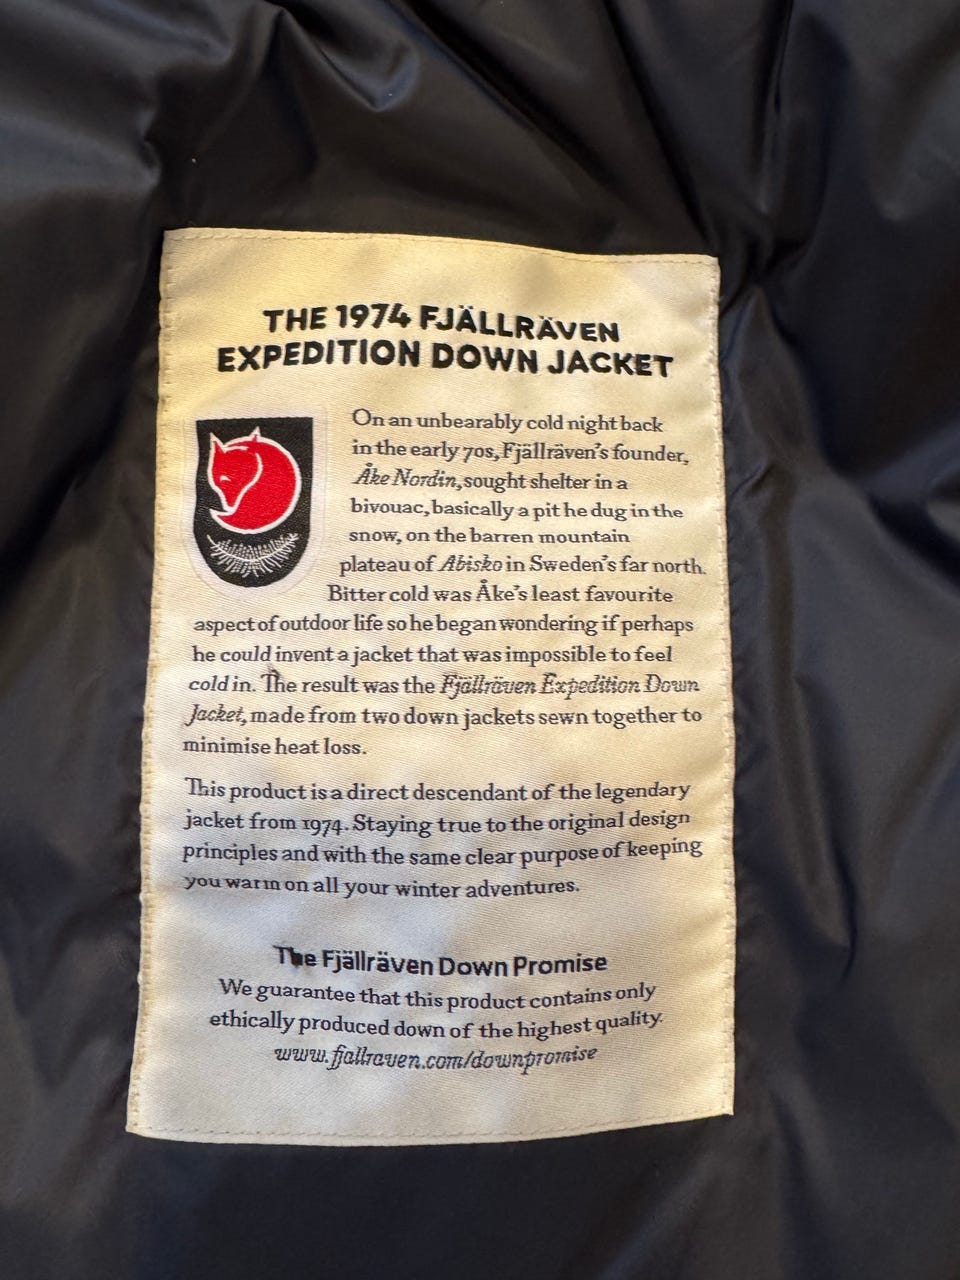 THE 1974 FJÄLLRÄVEN
EXPEDITION DOWN JACKET
On an unbearably cold night back
in the early 70s, Fjällräven's founder,
Åke Nordin, sought shelter in a
bivouac, basically a pit he dug in the
snow, on the barren mountain
plateau of Abisko in Sweden's far north.
Bitter cold was Åke's least favourite
aspect of outdoor life so he began wondering if perhaps
he could invent a jacket that was impossible to feel
cold in. The result was the Fjällräven Expedition Down
Jacket, made from two down jackets sewn together to
minimise heat loss.
This product is a direct descendant of the legendary
jacket from 1974. Staying true to the original design
principles and with the same clear purpose of keeping
you warm on all your winter adventures.
The Fjällräven Down Promise
We guarantee that this product contains only
ethically produced down of the highest quality.
www.fjallraven.com/downpromise